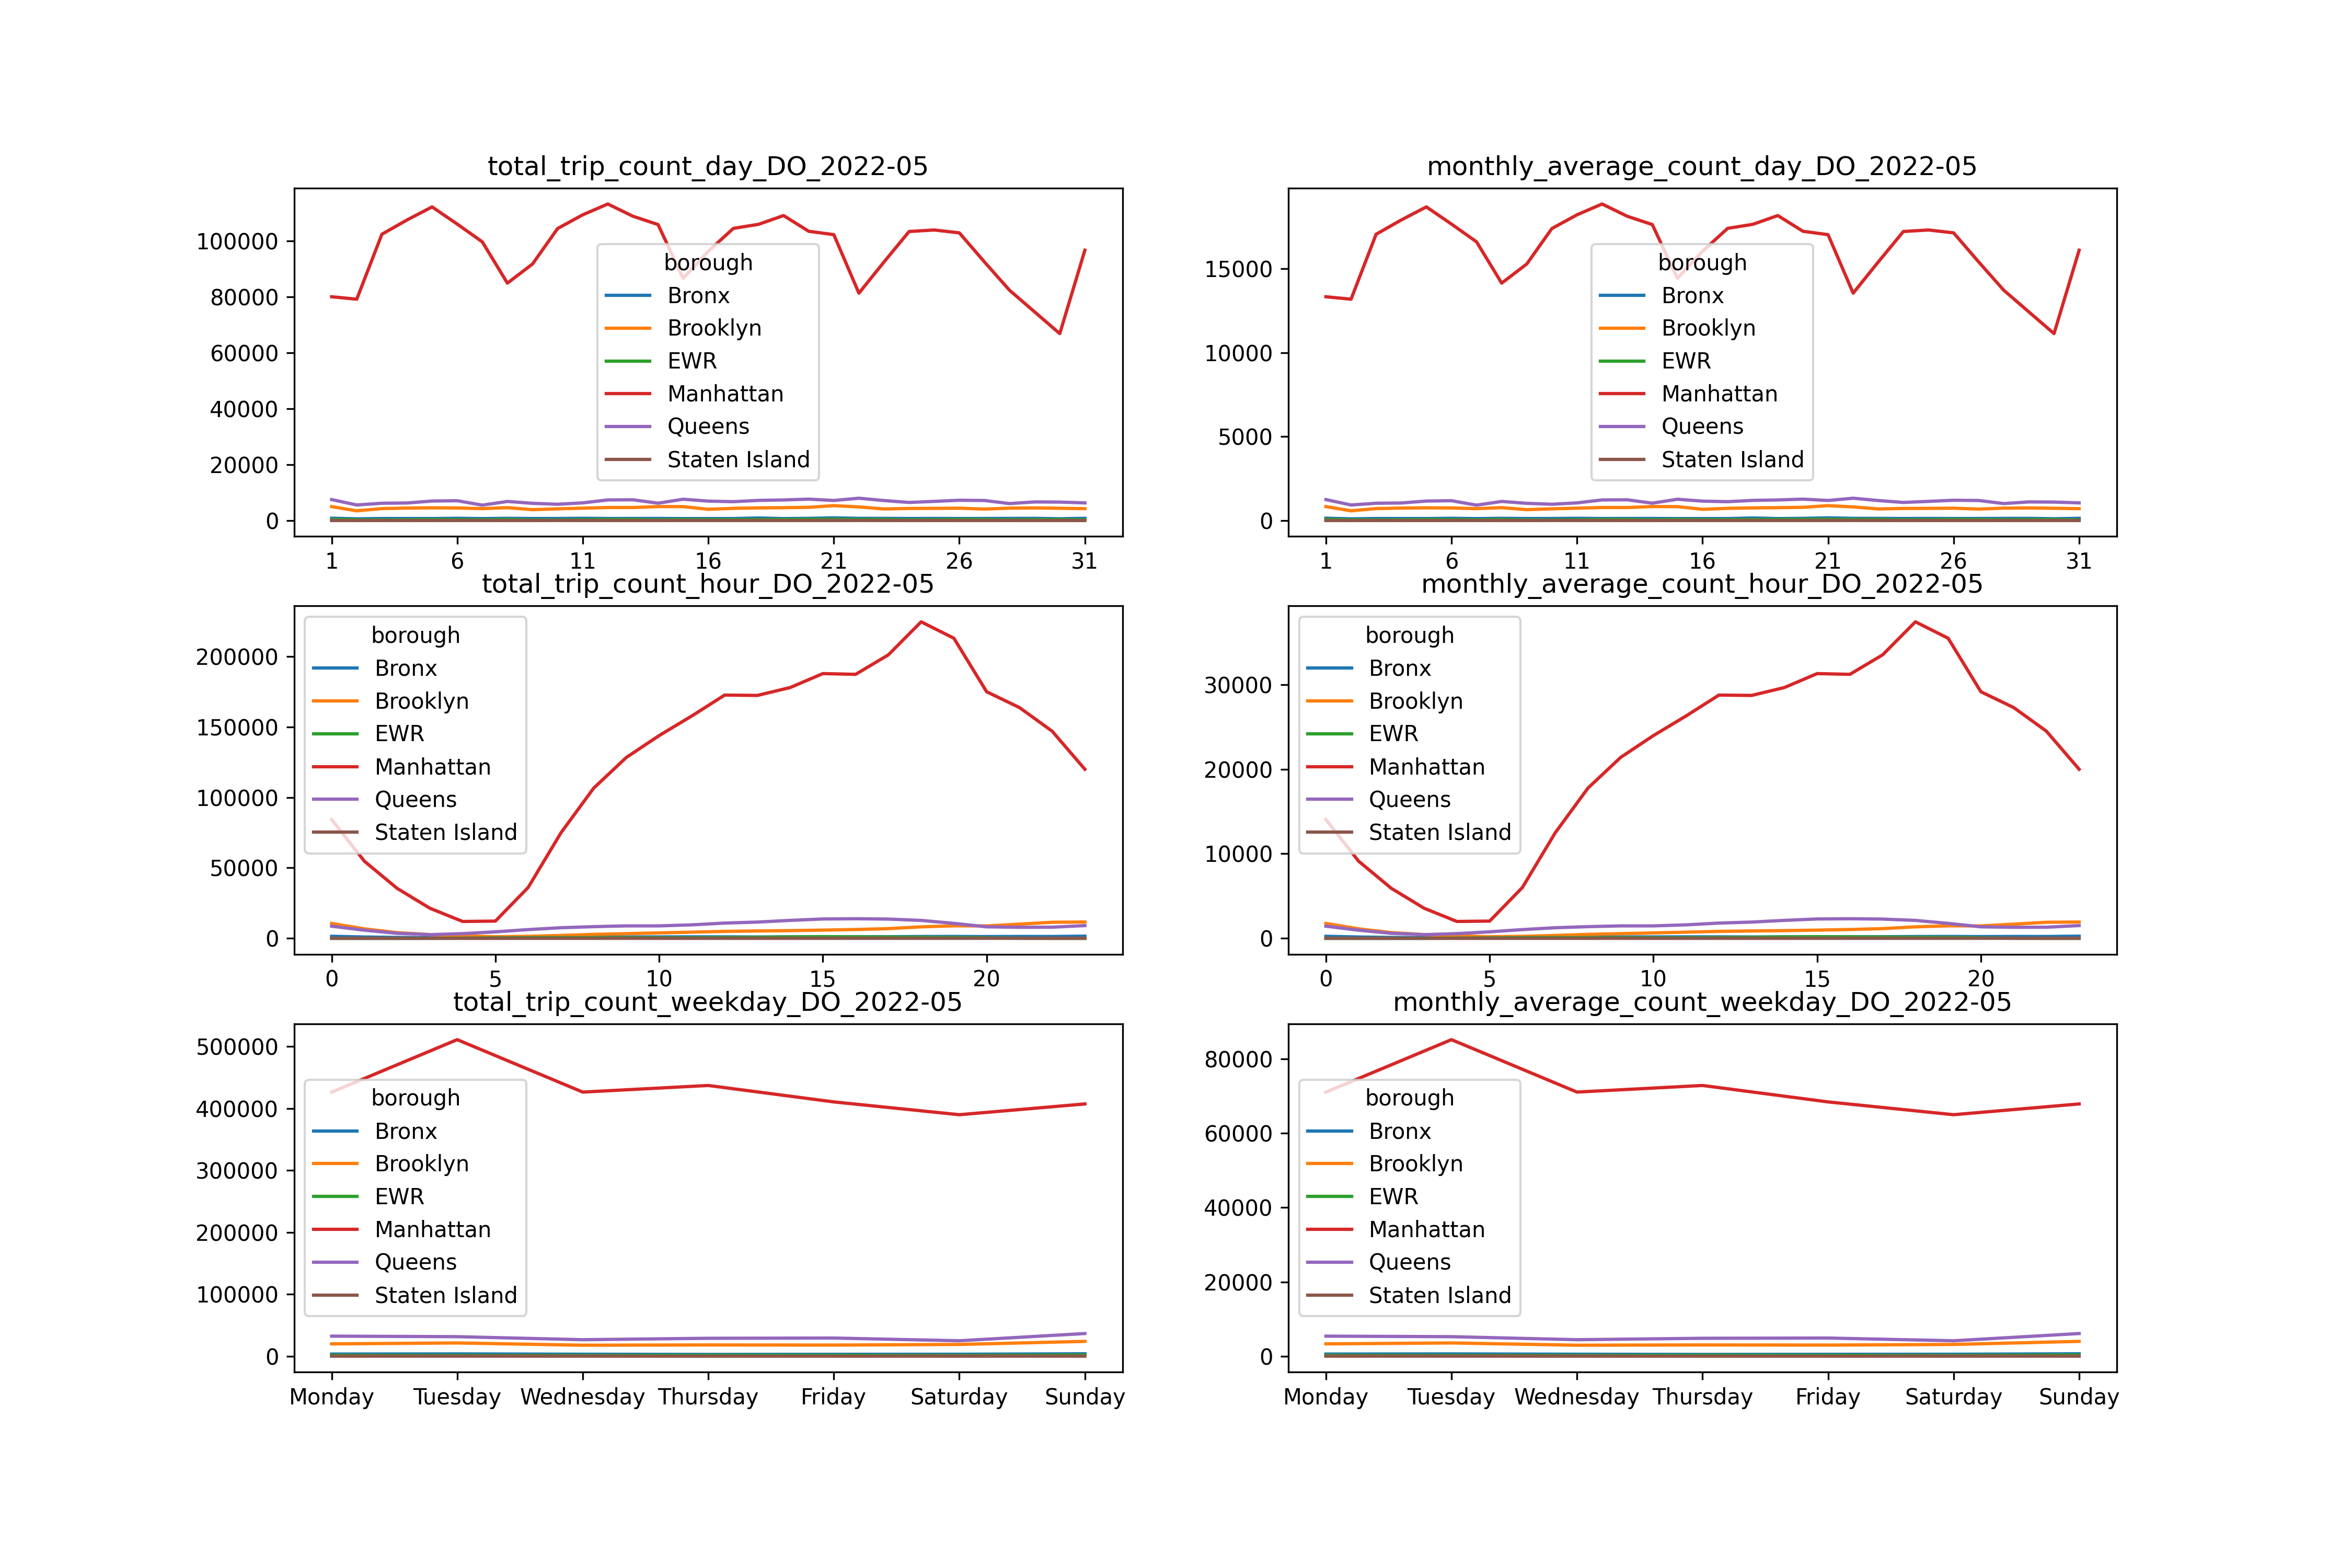 total_trip_count_day_DO_2022-05
100000
80000
60000
40000
20000
0
borough
Bronx
Brooklyn
EWR
Manhattan
Queens
Staten Island
1 6 11 16 21 26 31
monthly_average_count_day_DO_2022-05
15000
10000
5000
0
borough
Bronx
Brooklyn
EWR
Manhattan
Queens
Staten Island
1 6 11 16 21 26 31
total_trip_count_hour_DO_2022-05
200000
150000
100000
50000
0
borough
Bronx
Brooklyn
EWR
Manhattan
Queens
Staten Island
0 5 10 15 20
monthly_average_count_hour_DO_2022-05
30000
20000
10000
0
borough
Bronx
Brooklyn
EWR
Manhattan
Queens
Staten Island
0 5 10 15 20
total_trip_count_weekday_DO_2022-05
500000
400000
300000
200000
100000
0
borough
Bronx
Brooklyn
EWR
Manhattan
Queens
Staten Island
Monday Tuesday Wednesday Thursday Friday Saturday Sunday
monthly_average_count_weekday_DO_2022-05
80000
60000
40000
20000
0
borough
Bronx
Brooklyn
EWR
Manhattan
Queens
Staten Island
Monday Tuesday Wednesday Thursday Friday Saturday Sunday